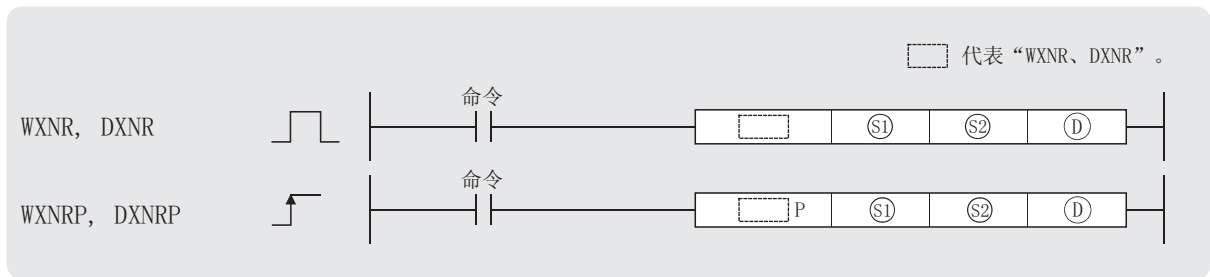 代表“WXNR、DXNR”。
命令
WXNR, DXNR S1 S2 D
命令
WXNRP, DXNRP P S1 S2 D